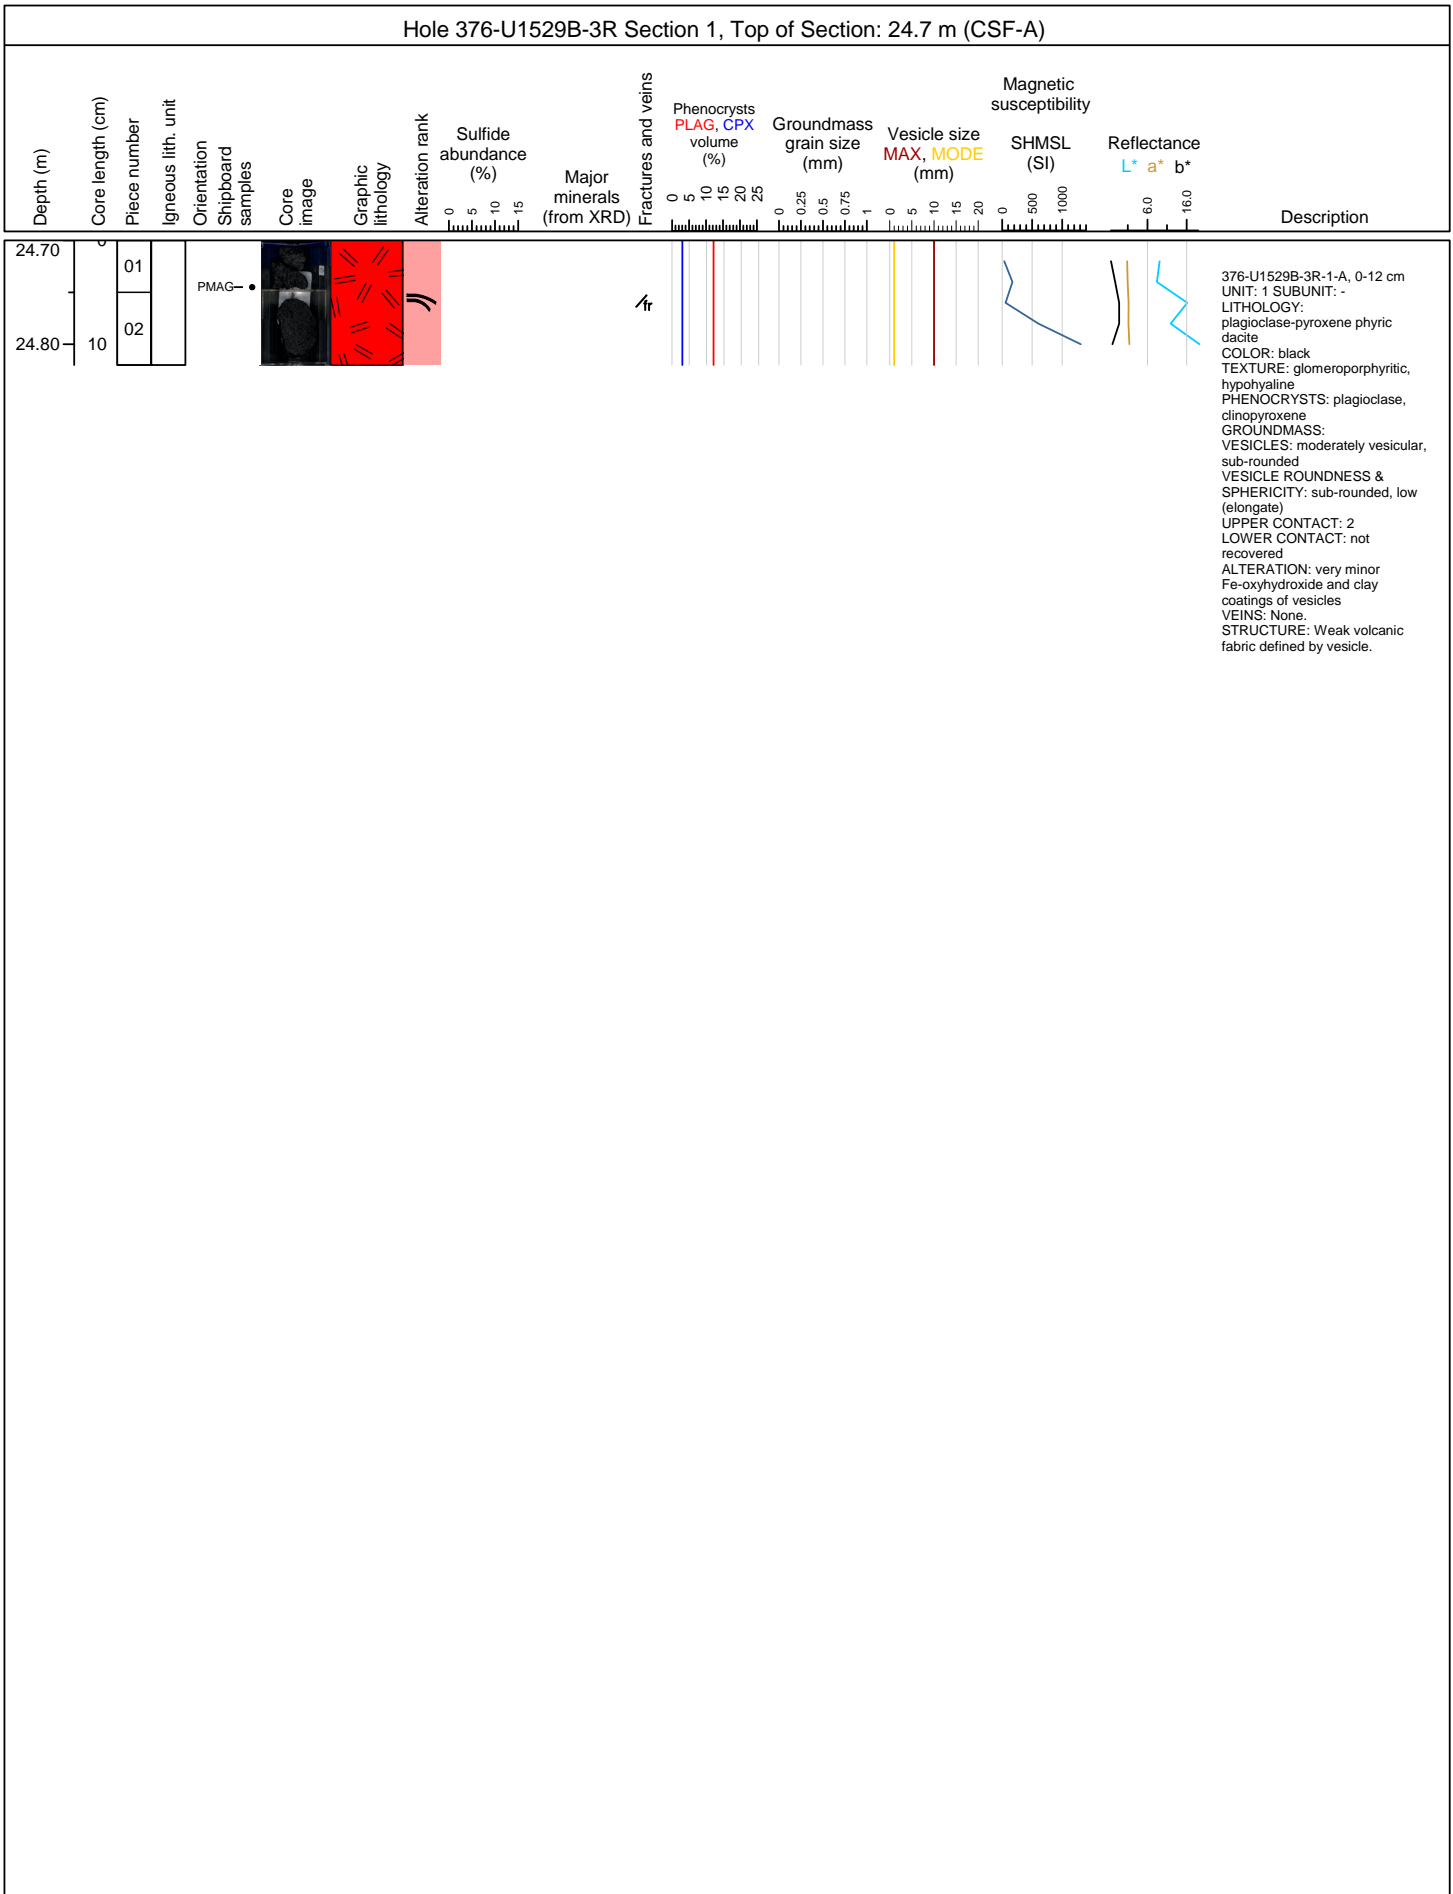 Hole 376-U1529B-3R Section 1, Top of Section: 24.7 m (CSF-A)
Depth (m)
Core length (cm)
Piece number
Igneous lith. unit
Orientation
Shipboard
samples
Core
image
Graphic
lithology
Alteration rank
Sulfide
abundance
(%)
0 5 10 15
Major
minerals
(from XRD)
Fractures and veins
Phenocrysts
PLAG, CPX
volume
(%)
0 5 10 15 20 25
Groundmass
grain size
(mm)
0 0.25 0.5 0.75 1
Vesicle size
MAX, MODE
(mm)
0 5 10 15 20
Magnetic
susceptibility
SHMSL
(SI)
0 500 1000
Reflectance
L* a* b*
6.0 16.0
Description
24.70
0
01
PMAG
02
24.80
10
fr
376-U1529B-3R-1-A, 0-12 cm
UNIT: 1 SUBUNIT: -
LITHOLOGY:
plagioclase-pyroxene phyric
dacite
COLOR: black
TEXTURE: glomeroporphyritic,
hypohyaline
PHENOCRYSTS: plagioclase,
clinopyroxene
GROUNDMASS:
VESICLES: moderately vesicular,
sub-rounded
VESICLE ROUNDNESS &
SPHERICITY: sub-rounded, low
(elongate)
UPPER CONTACT: 2
LOWER CONTACT: not
recovered
ALTERATION: very minor
Fe-oxyhydroxide and clay
coatings of vesicles
VEINS: None.
STRUCTURE: Weak volcanic
fabric defined by vesicle.